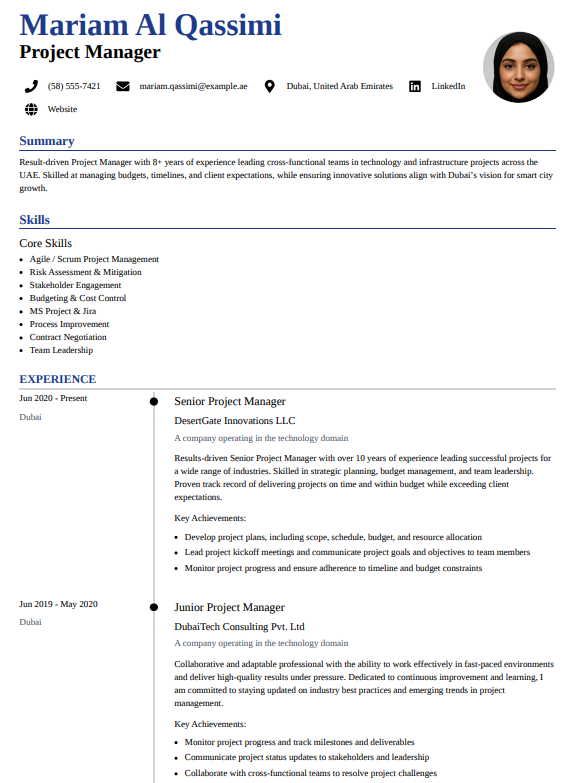 Mariam Al Qassimi
Project Manager
(58) 555-7421 mariam.qassimi@example.ae Dubai, United Arab Emirates LinkedIn
Website
Summary
Result-driven Project Manager with 8+ years of experience leading cross-functional teams in technology and infrastructure projects across the
UAE. Skilled at managing budgets, timelines, and client expectations, while ensuring innovative solutions align with Dubai's vision for smart city
growth.
Skills
Core Skills
• Agile / Scrum Project Management
• Risk Assessment & Mitigation
• Stakeholder Engagement
• Budgeting & Cost Control
• MS Project & Jira
• Process Improvement
• Contract Negotiation
• Team Leadership
EXPERIENCE
Jun 2020 - Present
Dubai
Senior Project Manager
DesertGate Innovations LLC
A company operating in the technology domain
Results-driven Senior Project Manager with over 10 years of experience leading successful projects for
a wide range of industries. Skilled in strategic planning, budget management, and team leadership.
Proven track record of delivering projects on time and within budget while exceeding client
expectations.
Key Achievements:
• Develop project plans, including scope, schedule, budget, and resource allocation
• Lead project kickoff meetings and communicate project goals and objectives to team members
• Monitor project progress and ensure adherence to timeline and budget constraints
Jun 2019 - May 2020
Dubai
Junior Project Manager
DubaiTech Consulting Pvt. Ltd
A company operating in the technology domain
Collaborative and adaptable professional with the ability to work effectively in fast-paced environments
and deliver high-quality results under pressure. Dedicated to continuous improvement and learning, I
am committed to staying updated on industry best practices and emerging trends in project
management.
Key Achievements:
• Monitor project progress and track milestones and deliverables
• Communicate project status updates to stakeholders and leadership
• Collaborate with cross-functional teams to resolve project challenges